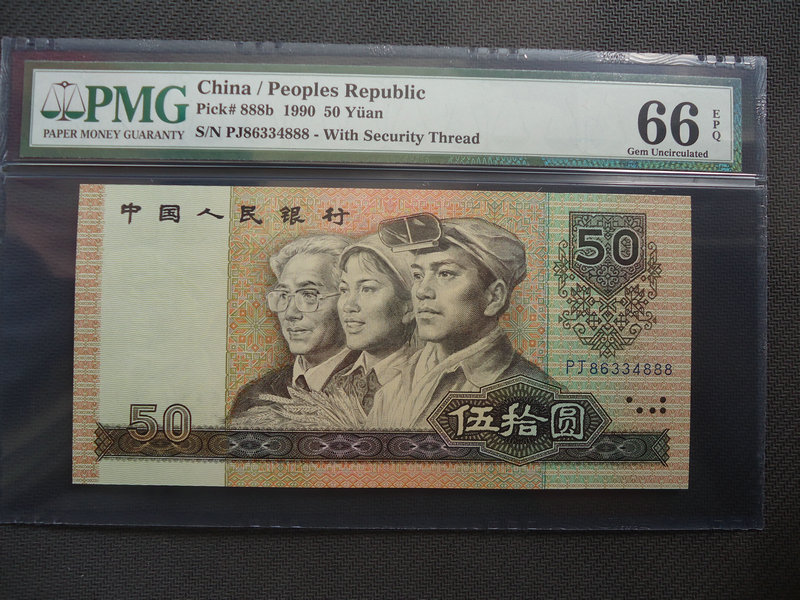 PMG
PAPER MONEY GUARANTY
China / Peoples Republic
Pick# 888b 1990 50 Yüan
S/N PJ86334888 - With Security Thread
66
EPQ
Gem Uncirculated
中国人民银行
50
PJ86334888
50
伍拾圆